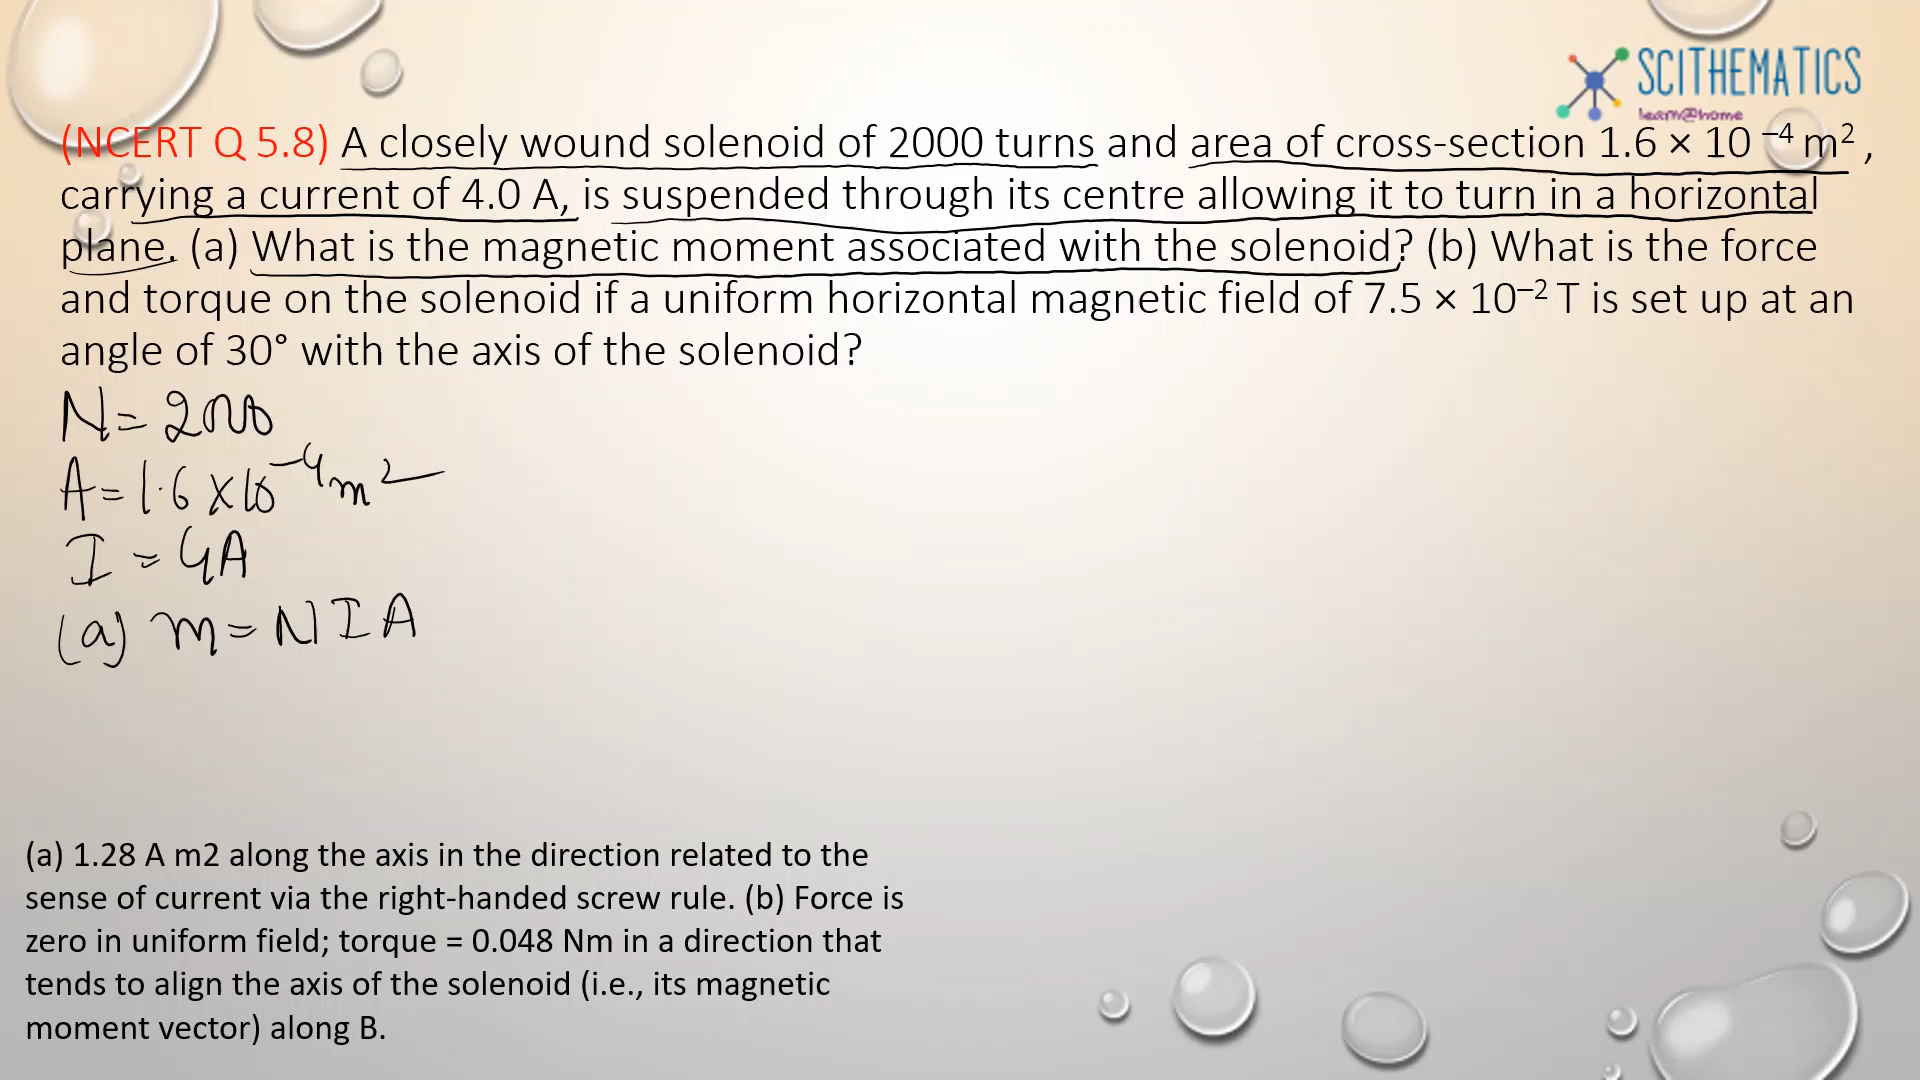 SCITHEMATICS
learn@home
(NCERT Q 5.8) A closely wound solenoid of 2000 turns and area of cross-section 1.6 × 10 –4 m2 ,
carrying a current of 4.0 A, is suspended through its centre allowing it to turn in a horizontal
plane. (a) What is the magnetic moment associated with the solenoid? (b) What is the force
and torque on the solenoid if a uniform horizontal magnetic field of 7.5 × 10–2 T is set up at an
angle of 30° with the axis of the solenoid?
N = 2000
A = 1.6 × 10 -4 m2
I = 4A
(a) m = NIA
(a) 1.28 A m2 along the axis in the direction related to the
sense of current via the right-handed screw rule. (b) Force is
zero in uniform field; torque = 0.048 Nm in a direction that
tends to align the axis of the solenoid (i.e., its magnetic
moment vector) along B.